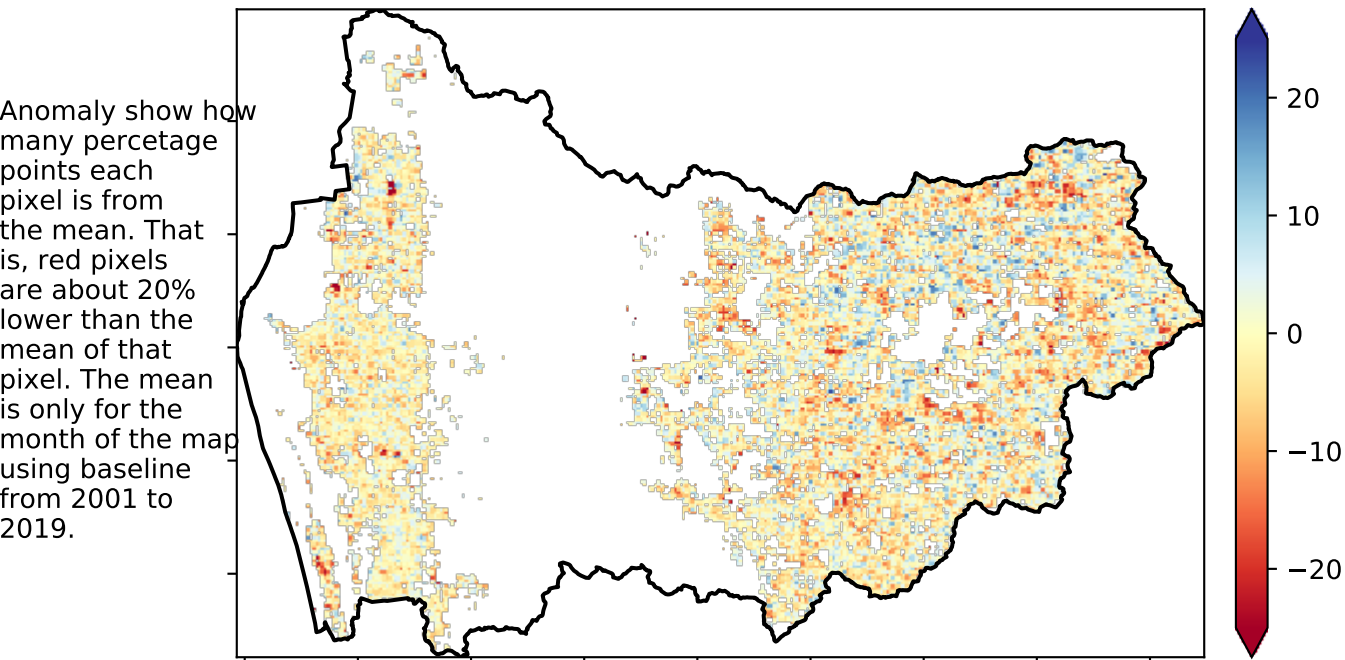 Anomaly show how
many percetage
points each
pixel is from
the mean. That
is, red pixels
are about 20%
lower than the
mean of that
pixel. The mean
is only for the
month of the map
using baseline
from 2001 to
2019.
20
10
0
−10
−20